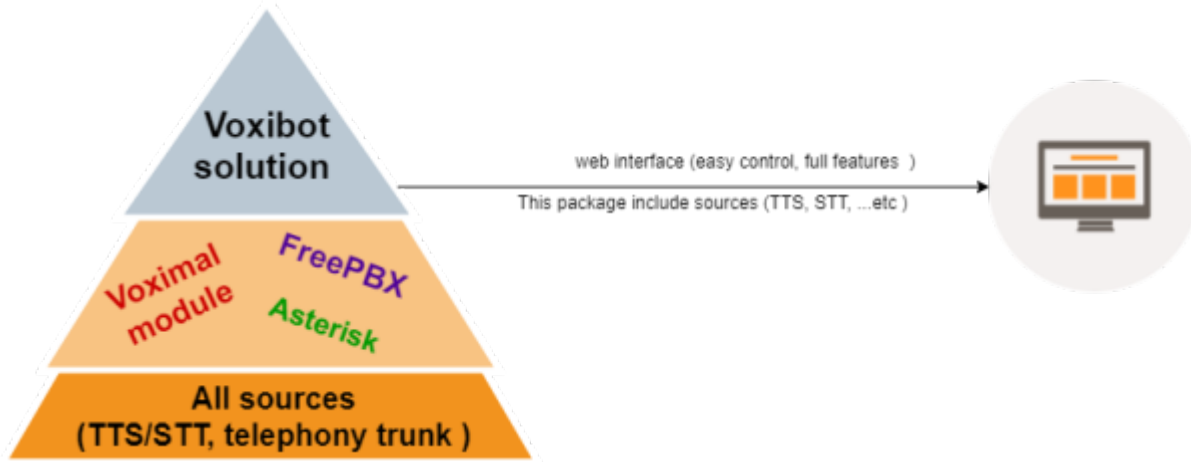 Voxibot
solution
web interface (easy control, full features  )
This package include sources (TTS, STT, ...etc )
Voximal
module
FreePBX
Asterisk
All sources
(TTS/STT, telephony trunk )